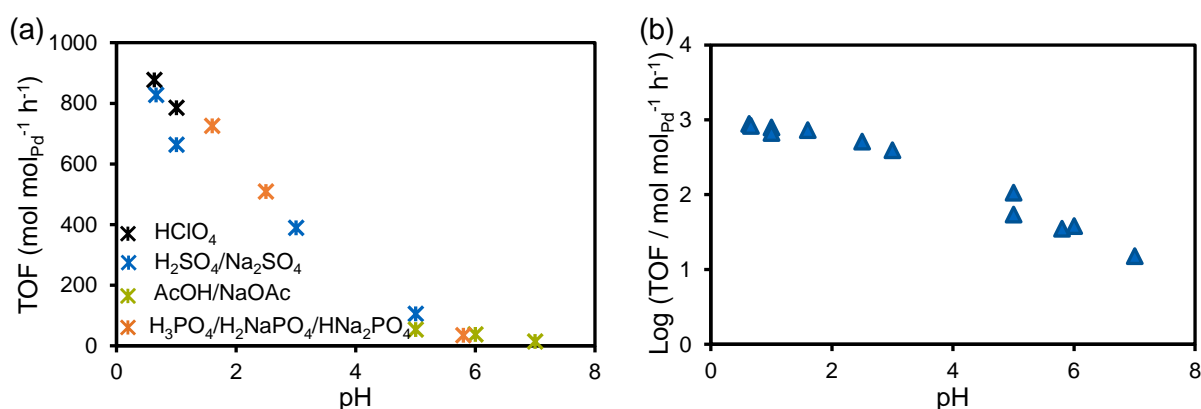 (a)
TOF (mol mol_Pd^-1 h^-1)
1000
800
600
400
200
0
HClO₄
H₂SO₄/Na₂SO₄
AcOH/NaOAc
H₃PO₄/H₂NaPO₄/HNa₂PO₄
0 2 4 6 8
pH
(b)
Log (TOF / mol mol_Pd^-1 h^-1)
4
3
2
1
0
0 2 4 6 8
pH